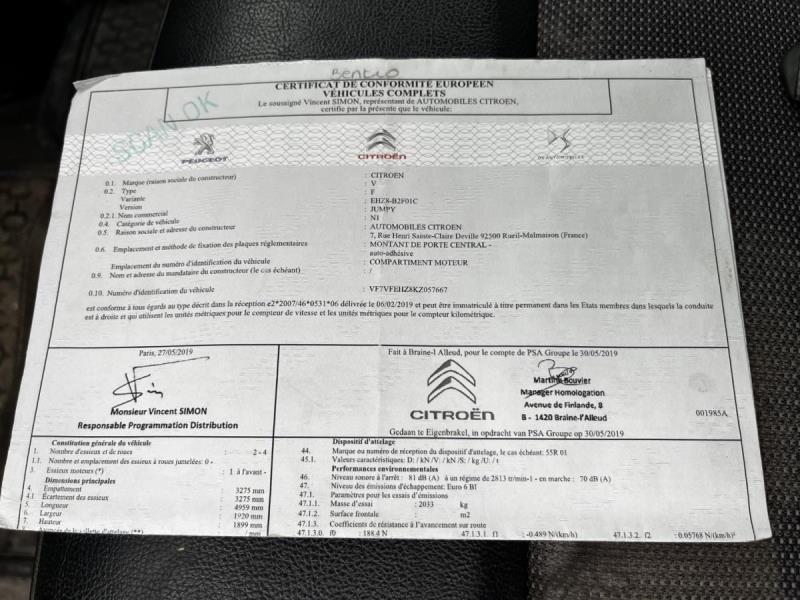 Bentlo
CERTIFICAT DE CONFORMITE EUROPEEN
VÉHICULES COMPLETS
Le soussigné Vincent SIMON, représentant de AUTOMOBILES CITROEN,
certifie par la présente que le véhicule:
SCAN OK
PEUGEOT CITROËN DS AUTOMOBILES
0.1. Marque (raison sociale du constructeur) : CITROEN
0.2. Type : V
Variante : F
Version : EHZ8-B2F01C
0.2.1. Nom commercial : JUMPY
0.4. Catégorie de véhicule : N1
0.5. Raison sociale et adresse du constructeur : AUTOMOBILES CITROEN
7, Rue Henri Sainte-Claire Deville 92500 Rueil-Malmaison (France)
0.6. Emplacement et méthode de fixation des plaques réglementaires : MONTANT DE PORTE CENTRAL -
auto-adhésive
Emplacement du numéro d'identification du véhicule : COMPARTIMENT MOTEUR
0.9. Nom et adresse du mandataire du constructeur (le cas échéant) : /
0.10. Numéro d'identification du véhicule : VF7VFEHZ8KZ057667
est conforme à tous égards au type décrit dans la réception e2*2007/46*0531*06 délivrée le 06/02/2019 et peut être immatriculé à titre permanent dans les Etats membres dans lesquels la conduite
est à droite et qui utilisent les unités métriques pour le compteur de vitesse et les unités métriques pour le compteur kilométrique.
Paris, 27/05/2019
Monsieur Vincent SIMON
Responsable Programmation Distribution
Fait à Braine-l Alleud, pour le compte de PSA Groupe le 30/05/2019
CITROËN
Martine Bouvier
Manager Homologation
Avenue de Finlande, 8
B - 1420 Braine-l'Alleud
001985A
Gedaan te Eigenbrakel, in opdracht van PSA Groupe op 30/05/2019
Constitution générale du véhicule
1. Nombre d'essieux et de roues : 2 - 4
1.1. Nombre et emplacement des essieux à roues jumelées: 0 -
3. Essieux moteurs (*) : 1 à l'avant -
Dimensions principales
4. Empattement : 3275 mm
4.1 Écartement des essieux : 3275 mm
5. Longueur : 4959 mm
6. Largeur : 1920 mm
7. Hauteur : 1899 mm
/ mm
Dispositif d'attelage
44. Marque ou numéro de réception du dispositif d'attelage, le cas échéant: 55R 01
45.1. Valeurs caractéristiques: D: / kN /V: / kN /S: / kg /U: / t
Performances environnementales
46. Niveau sonore à l'arrêt : 81 dB (A) à un régime de 2813 tr/min-1 - en marche : 70 dB (A)
47. Niveau des émissions d'échappement: Euro 6 BT
47.1. Paramètres pour les essais d'émissions
47.1.1. Masse d'essai : 2033 kg
47.1.2. Surface frontale : m2
47.1.3. Coefficients de résistance à l'avancement sur route
47.1.3.0. f0 : 188.4 N 47.1.3.1. f1 : -0.489 N/(km/h) 47.1.3.2. f2 : 0.05768 N/(km/h)²